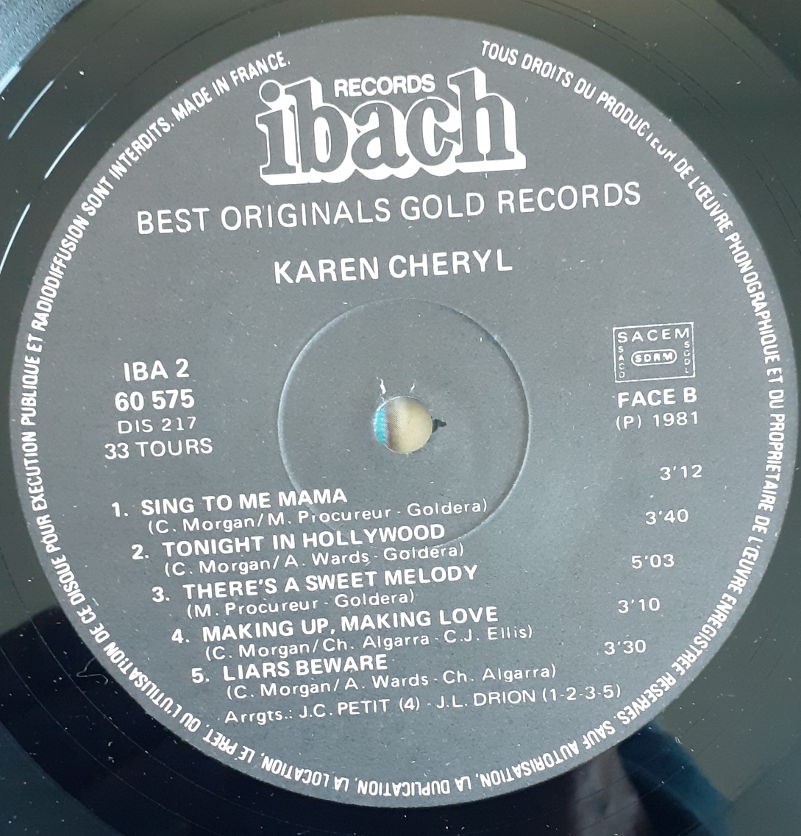 TOUS DROITS DU PRODUCTEUR DE L'ŒUVRE PHONOGRAPHIQUE ET DU PROPRIETAIRE DE L'ŒUVRE ENREGISTREE RESERVES SAUF AUTORISATION, LA DUPLICATION, LA LOCATION, LE PRET OU L'UTILISATION DE CE DISQUE POUR EXECUTION PUBLIQUE ET RADIODIFFUSION SONT INTERDITS. MADE IN FRANCE.
RECORDS
ibach
BEST ORIGINALS GOLD RECORDS
KAREN CHERYL
IBA 2
60 575
DIS 217
33 TOURS
SACEM
SACD
SDRM
SGDL
FACE B
(P) 1981
1. SING TO ME MAMA 3'12
(C. Morgan/M. Procureur - Goldera)
2. TONIGHT IN HOLLYWOOD 3'40
(C. Morgan/A. Wards - Goldera)
3. THERE'S A SWEET MELODY 5'03
(M. Procureur - Goldera)
4. MAKING UP, MAKING LOVE 3'10
(C. Morgan/Ch. Algarra - C.J. Ellis)
5. LIARS BEWARE 3'30
(C. Morgan/A. Wards - Ch. Algarra)
Arrgts.: J.C. PETIT (4) - J.L. DRION (1-2-3-5)